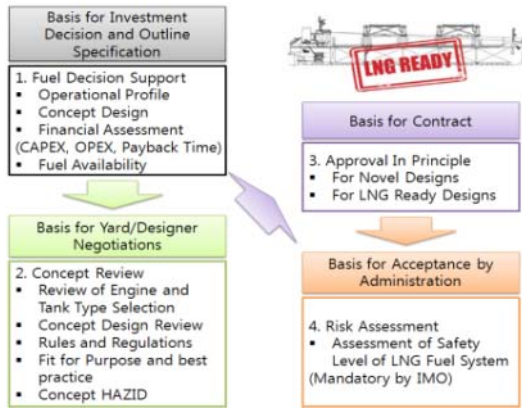 Basis for Investment
Decision and Outline
Specification
1. Fuel Decision Support
▪ Operational Profile
▪ Concept Design
▪ Financial Assessment
(CAPEX, OPEX, Payback Time)
▪ Fuel Availability
Basis for Yard/Designer
Negotiations
2. Concept Review
▪ Review of Engine and
Tank Type Selection
▪ Concept Design Review
▪ Rules and Regulations
▪ Fit for Purpose and best
practice
▪ Concept HAZID
LNG READY
Basis for Contract
3. Approval In Principle
▪ For Novel Designs
▪ For LNG Ready Designs
Basis for Acceptance by
Administration
4. Risk Assessment
▪ Assessment of Safety
Level of LNG Fuel System
(Mandatory by IMO)